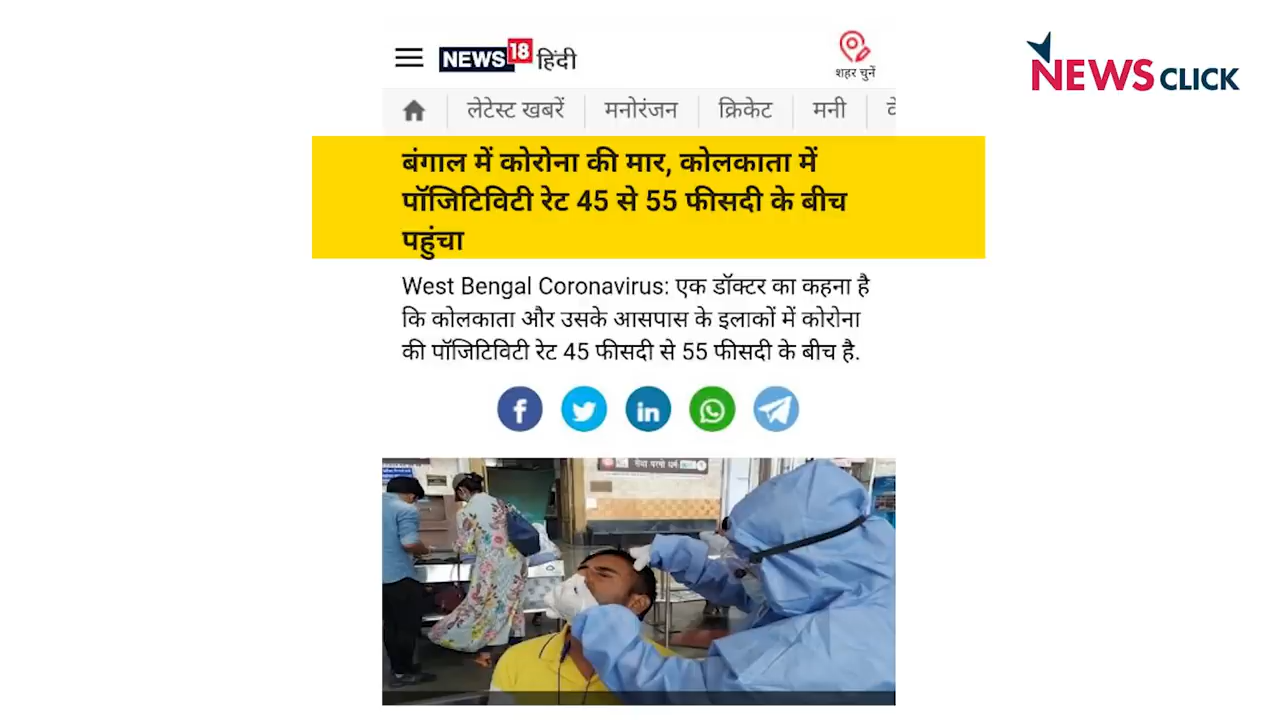 NEWS18 हिंदी
शहर चुनें
NEWSCLICK
लेटेस्ट खबरें
मनोरंजन
क्रिकेट
मनी
बंगाल में कोरोना की मार, कोलकाता में
पॉजिटिविटी रेट 45 से 55 फीसदी के बीच
पहुंचा
West Bengal Coronavirus: एक डॉक्टर का कहना है
कि कोलकाता और उसके आसपास के इलाकों में कोरोना
की पॉजिटिविटी रेट 45 फीसदी से 55 फीसदी के बीच है.